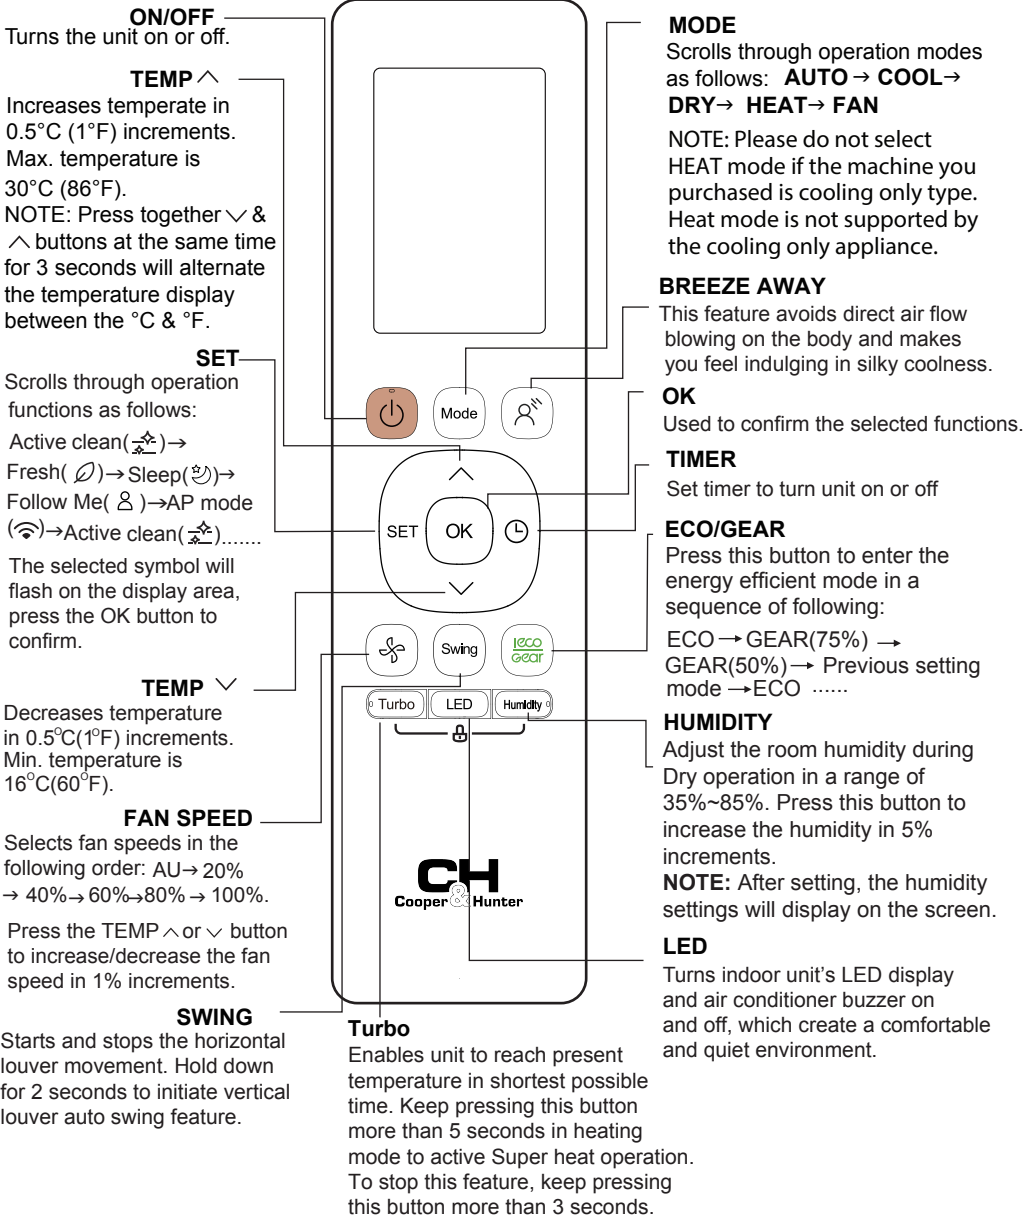 ON/OFF
Turns the unit on or off.
TEMP ︿
Increases temperate in
0.5°C (1°F) increments.
Max. temperature is
30°C (86°F).
NOTE: Press together ﹀ &
︿ buttons at the same time
for 3 seconds will alternate
the temperature display
between the °C & °F.
SET
Scrolls through operation
functions as follows:
Active clean( )→
Fresh( )→Sleep( )→
Follow Me( )→AP mode
( )→Active clean( ).......
The selected symbol will
flash on the display area,
press the OK button to
confirm.
TEMP ﹀
Decreases temperature
in 0.5°C(1°F) increments.
Min. temperature is
16°C(60°F).
FAN SPEED
Selects fan speeds in the
following order: AU→ 20%
→ 40%→ 60%→80% → 100%.
Press the TEMP ︿ or ﹀ button
to increase/decrease the fan
speed in 1% increments.
SWING
Starts and stops the horizontal
louver movement. Hold down
for 2 seconds to initiate vertical
louver auto swing feature.
Mode
SET
OK
Swing
ieco
Gear
Turbo
LED
Humidity
CH
Cooper & Hunter
Turbo
Enables unit to reach present
temperature in shortest possible
time. Keep pressing this button
more than 5 seconds in heating
mode to active Super heat operation.
To stop this feature, keep pressing
this button more than 3 seconds.
MODE
Scrolls through operation modes
as follows: AUTO → COOL→
DRY→ HEAT→ FAN
NOTE: Please do not select
HEAT mode if the machine you
purchased is cooling only type.
Heat mode is not supported by
the cooling only appliance.
BREEZE AWAY
This feature avoids direct air flow
blowing on the body and makes
you feel indulging in silky coolness.
OK
Used to confirm the selected functions.
TIMER
Set timer to turn unit on or off
ECO/GEAR
Press this button to enter the
energy efficient mode in a
sequence of following:
ECO → GEAR(75%) →
GEAR(50%)→ Previous setting
mode →ECO ......
HUMIDITY
Adjust the room humidity during
Dry operation in a range of
35%~85%. Press this button to
increase the humidity in 5%
increments.
NOTE: After setting, the humidity
settings will display on the screen.
LED
Turns indoor unit's LED display
and air conditioner buzzer on
and off, which create a comfortable
and quiet environment.